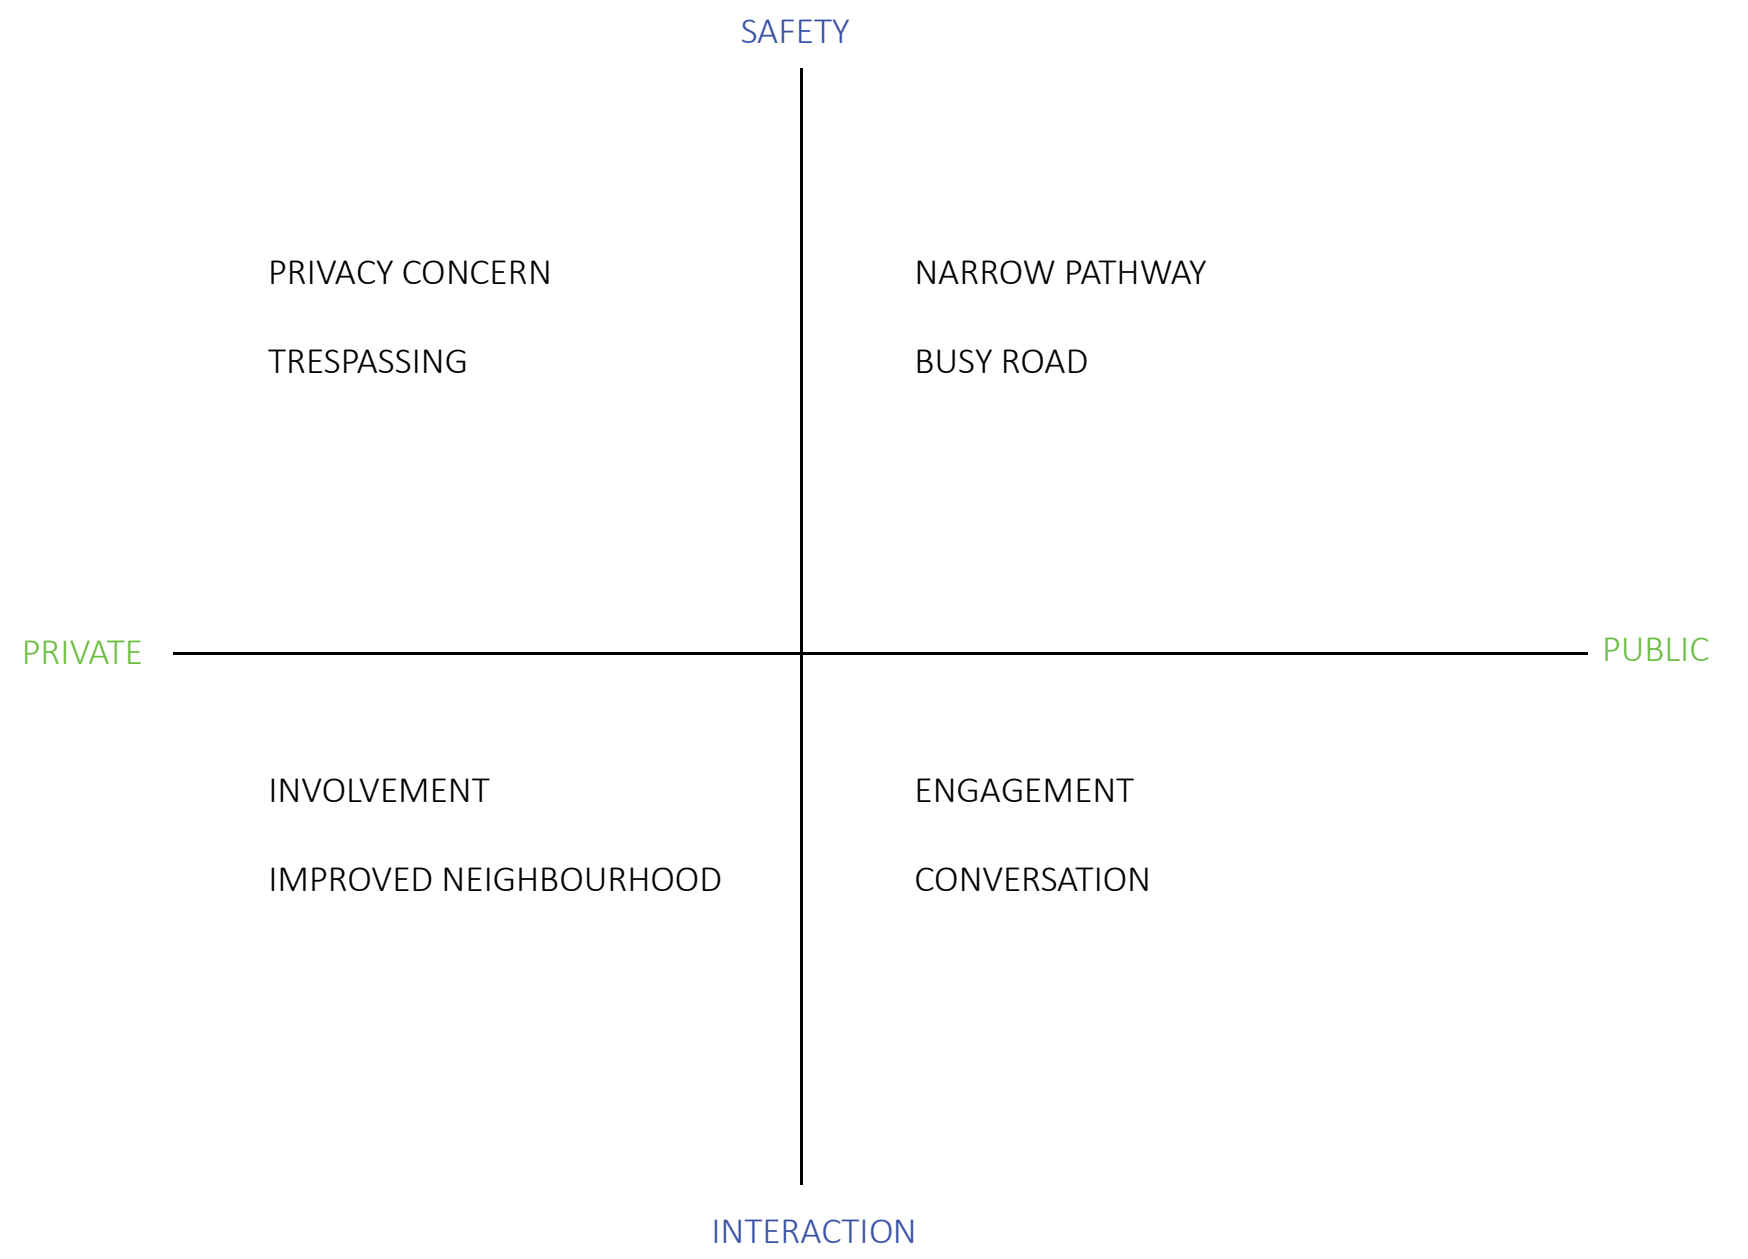 SAFETY
PRIVACY CONCERN
NARROW PATHWAY
TRESPASSING
BUSY ROAD
PRIVATE
PUBLIC
INVOLVEMENT
ENGAGEMENT
IMPROVED NEIGHBOURHOOD
CONVERSATION
INTERACTION